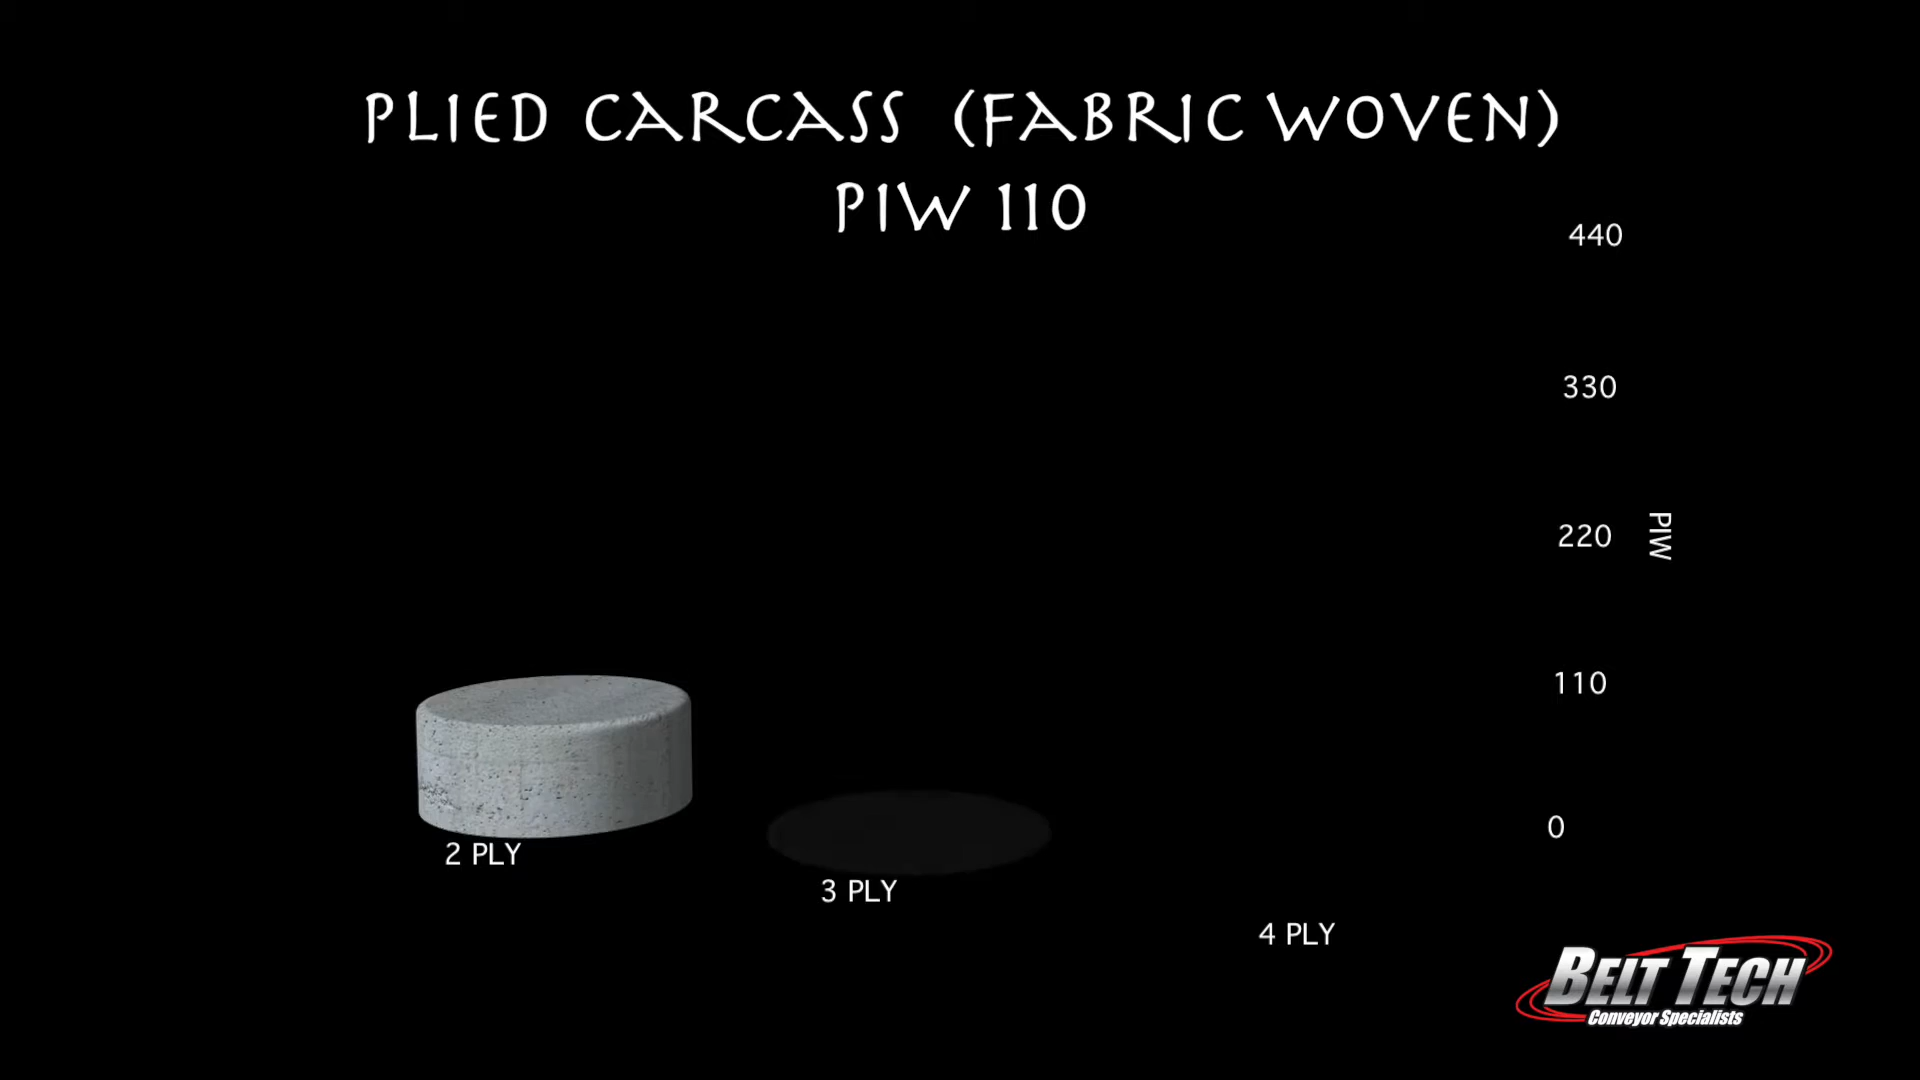 PLIED CARCASS (FABRIC WOVEN)
PIW 110
440
330
220
PIW
110
0
2 PLY
3 PLY
4 PLY
BELT TECH
Conveyor Specialists